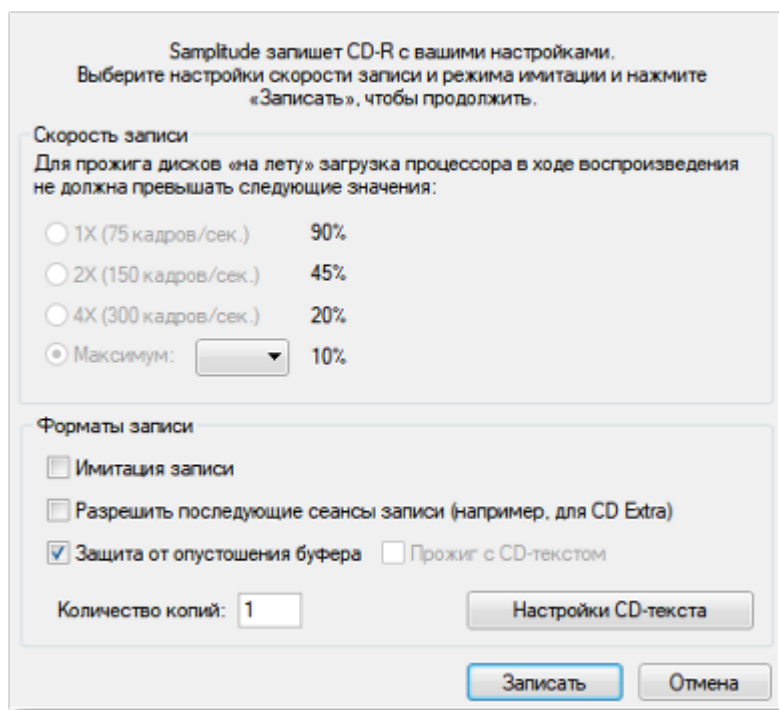 Samplitude запишет CD-R с вашими настройками.
Выберите настройки скорости записи и режима имитации и нажмите
«Записать», чтобы продолжить.
Скорость записи
Для прожига дисков «на лету» загрузка процессора в ходе воспроизведения
не должна превышать следующие значения:
1X (75 кадров/сек.) 90%
2X (150 кадров/сек.) 45%
4X (300 кадров/сек.) 20%
Максимум: 10%
Форматы записи
Имитация записи
Разрешить последующие сеансы записи (например, для CD Extra)
Защита от опустошения буфера Прожиг с CD-текстом
Количество копий: 1 Настройки CD-текста
Записать Отмена